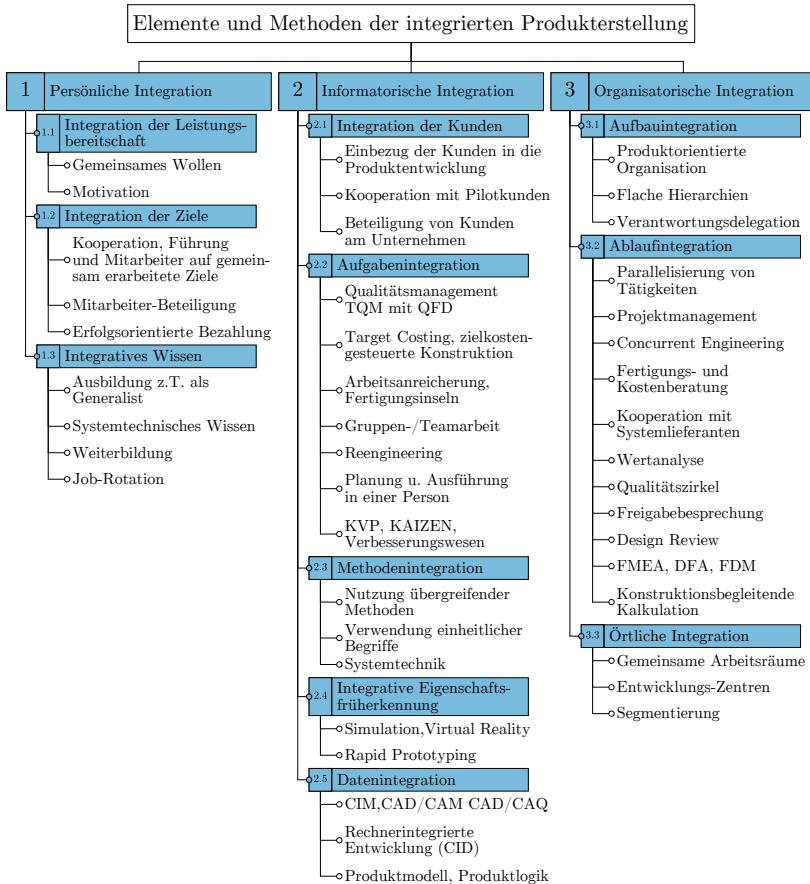 Elemente und Methoden der integrierten Produkterstellung
1 Persönliche Integration
1.1 Integration der Leistungs-
bereitschaft
Gemeinsames Wollen
Motivation
1.2 Integration der Ziele
Kooperation, Führung
und Mitarbeiter auf gemein-
sam erarbeitete Ziele
Mitarbeiter-Beteiligung
Erfolgsorientierte Bezahlung
1.3 Integratives Wissen
Ausbildung z.T. als
Generalist
Systemtechnisches Wissen
Weiterbildung
Job-Rotation
2 Informatorische Integration
2.1 Integration der Kunden
Einbezug der Kunden in die
Produktentwicklung
Kooperation mit Pilotkunden
Beteiligung von Kunden
am Unternehmen
2.2 Aufgabenintegration
Qualitätsmanagement
TQM mit QFD
Target Costing, zielkosten-
gesteuerte Konstruktion
Arbeitsanreicherung,
Fertigungsinseln
Gruppen-/Teamarbeit
Reengineering
Planung u. Ausführung
in einer Person
KVP, KAIZEN,
Verbesserungswesen
2.3 Methodenintegration
Nutzung übergreifender
Methoden
Verwendung einheitlicher
Begriffe
Systemtechnik
2.4 Integrative Eigenschafts-
früherkennung
Simulation,Virtual Reality
Rapid Prototyping
2.5 Datenintegration
CIM,CAD/CAM CAD/CAQ
Rechnerintegrierte
Entwicklung (CID)
Produktmodell, Produktlogik
3 Organisatorische Integration
3.1 Aufbauintegration
Produktorientierte
Organisation
Flache Hierarchien
Verantwortungsdelegation
3.2 Ablaufintegration
Parallelisierung von
Tätigkeiten
Projektmanagement
Concurrent Engineering
Fertigungs- und
Kostenberatung
Kooperation mit
Systemlieferanten
Wertanalyse
Qualitätszirkel
Freigabebesprechung
Design Review
FMEA, DFA, FDM
Konstruktionsbegleitende
Kalkulation
3.3 Örtliche Integration
Gemeinsame Arbeitsräume
Entwicklungs-Zentren
Segmentierung